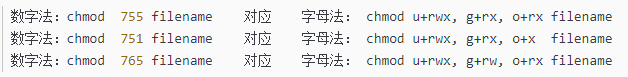 数字法：chmod 755 filename 对应 字母法： chmod u+rwx, g+rx, o+rx filename
数字法：chmod 751 filename 对应 字母法： chmod u+rwx, g+rx, o+x filename
数字法：chmod 765 filename 对应 字母法： chmod u+rwx, g+rw, o+rx filename